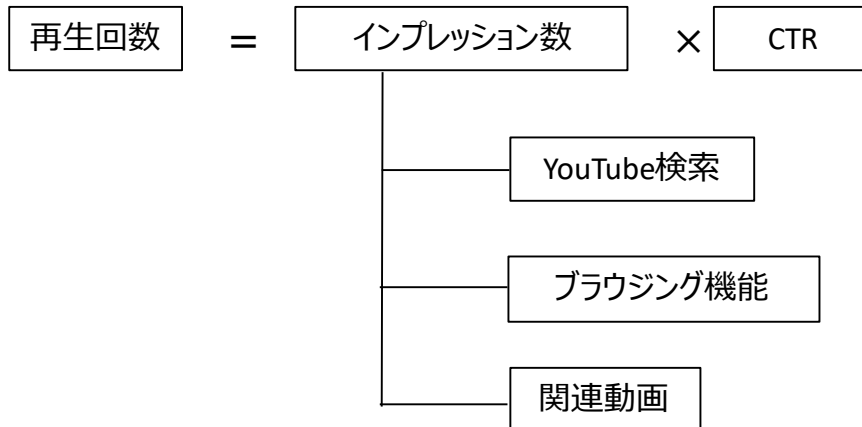 再生回数 = インプレッション数 × CTR
YouTube検索
ブラウジング機能
関連動画